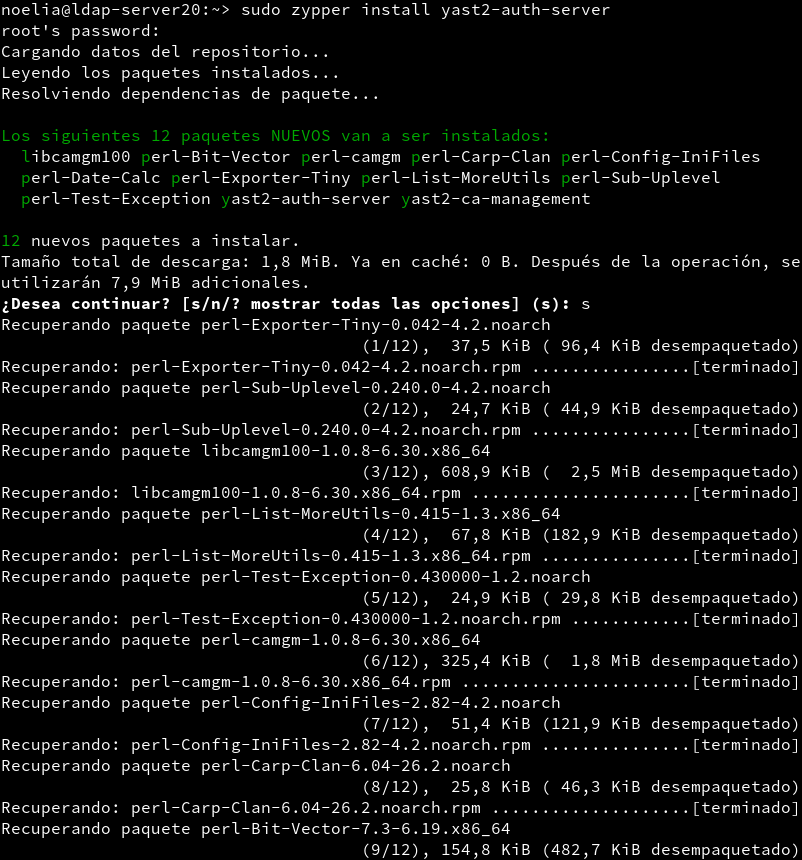 noelia@ldap-server20:~> sudo zypper install yast2-auth-server
root's password:
Cargando datos del repositorio...
Leyendo los paquetes instalados...
Resolviendo dependencias de paquete...
Los siguientes 12 paquetes NUEVOS van a ser instalados:
libcamgm100 perl-Bit-Vector perl-camgm perl-Carp-Clan perl-Config-IniFiles
perl-Date-Calc perl-Exporter-Tiny perl-List-MoreUtils perl-Sub-Uplevel
perl-Test-Exception yast2-auth-server yast2-ca-management
12 nuevos paquetes a instalar.
Tamaño total de descarga: 1,8 MiB. Ya en caché: 0 B. Después de la operación, se
utilizarán 7,9 MiB adicionales.
¿Desea continuar? [s/n/? mostrar todas las opciones] (s): s
Recuperando paquete perl-Exporter-Tiny-0.042-4.2.noarch
(1/12),  37,5 KiB ( 96,4 KiB desempaquetado)
Recuperando: perl-Exporter-Tiny-0.042-4.2.noarch.rpm ................[terminado]
Recuperando paquete perl-Sub-Uplevel-0.240.0-4.2.noarch
(2/12),  24,7 KiB ( 44,9 KiB desempaquetado)
Recuperando: perl-Sub-Uplevel-0.240.0-4.2.noarch.rpm ................[terminado]
Recuperando paquete libcamgm100-1.0.8-6.30.x86_64
(3/12), 608,9 KiB (  2,5 MiB desempaquetado)
Recuperando: libcamgm100-1.0.8-6.30.x86_64.rpm ......................[terminado]
Recuperando paquete perl-List-MoreUtils-0.415-1.3.x86_64
(4/12),  67,8 KiB (182,9 KiB desempaquetado)
Recuperando: perl-List-MoreUtils-0.415-1.3.x86_64.rpm ...............[terminado]
Recuperando paquete perl-Test-Exception-0.430000-1.2.noarch
(5/12),  24,9 KiB ( 29,8 KiB desempaquetado)
Recuperando: perl-Test-Exception-0.430000-1.2.noarch.rpm ............[terminado]
Recuperando paquete perl-camgm-1.0.8-6.30.x86_64
(6/12), 325,4 KiB (  1,8 MiB desempaquetado)
Recuperando: perl-camgm-1.0.8-6.30.x86_64.rpm .......................[terminado]
Recuperando paquete perl-Config-IniFiles-2.82-4.2.noarch
(7/12),  51,4 KiB (121,9 KiB desempaquetado)
Recuperando: perl-Config-IniFiles-2.82-4.2.noarch.rpm ...............[terminado]
Recuperando paquete perl-Carp-Clan-6.04-26.2.noarch
(8/12),  25,8 KiB ( 46,3 KiB desempaquetado)
Recuperando: perl-Carp-Clan-6.04-26.2.noarch.rpm ....................[terminado]
Recuperando paquete perl-Bit-Vector-7.3-6.19.x86_64
(9/12), 154,8 KiB (482,7 KiB desempaquetado)